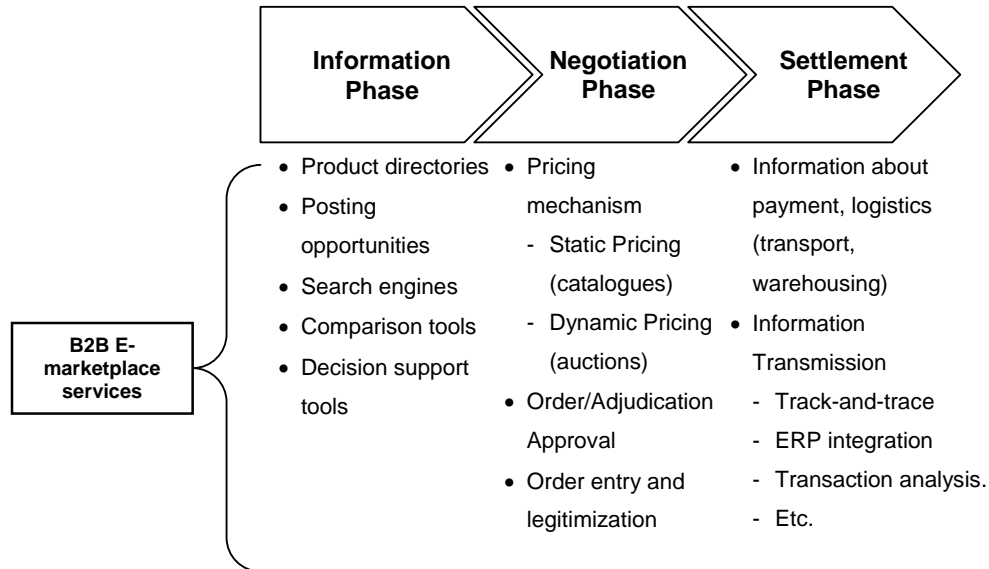 Information
Phase
Negotiation
Phase
Settlement
Phase
B2B E-
marketplace
services
• Product directories
• Posting
opportunities
• Search engines
• Comparison tools
• Decision support
tools
• Pricing
mechanism
- Static Pricing
(catalogues)
- Dynamic Pricing
(auctions)
• Order/Adjudication
Approval
• Order entry and
legitimization
• Information about
payment, logistics
(transport,
warehousing)
• Information
Transmission
- Track-and-trace
- ERP integration
- Transaction analysis.
- Etc.